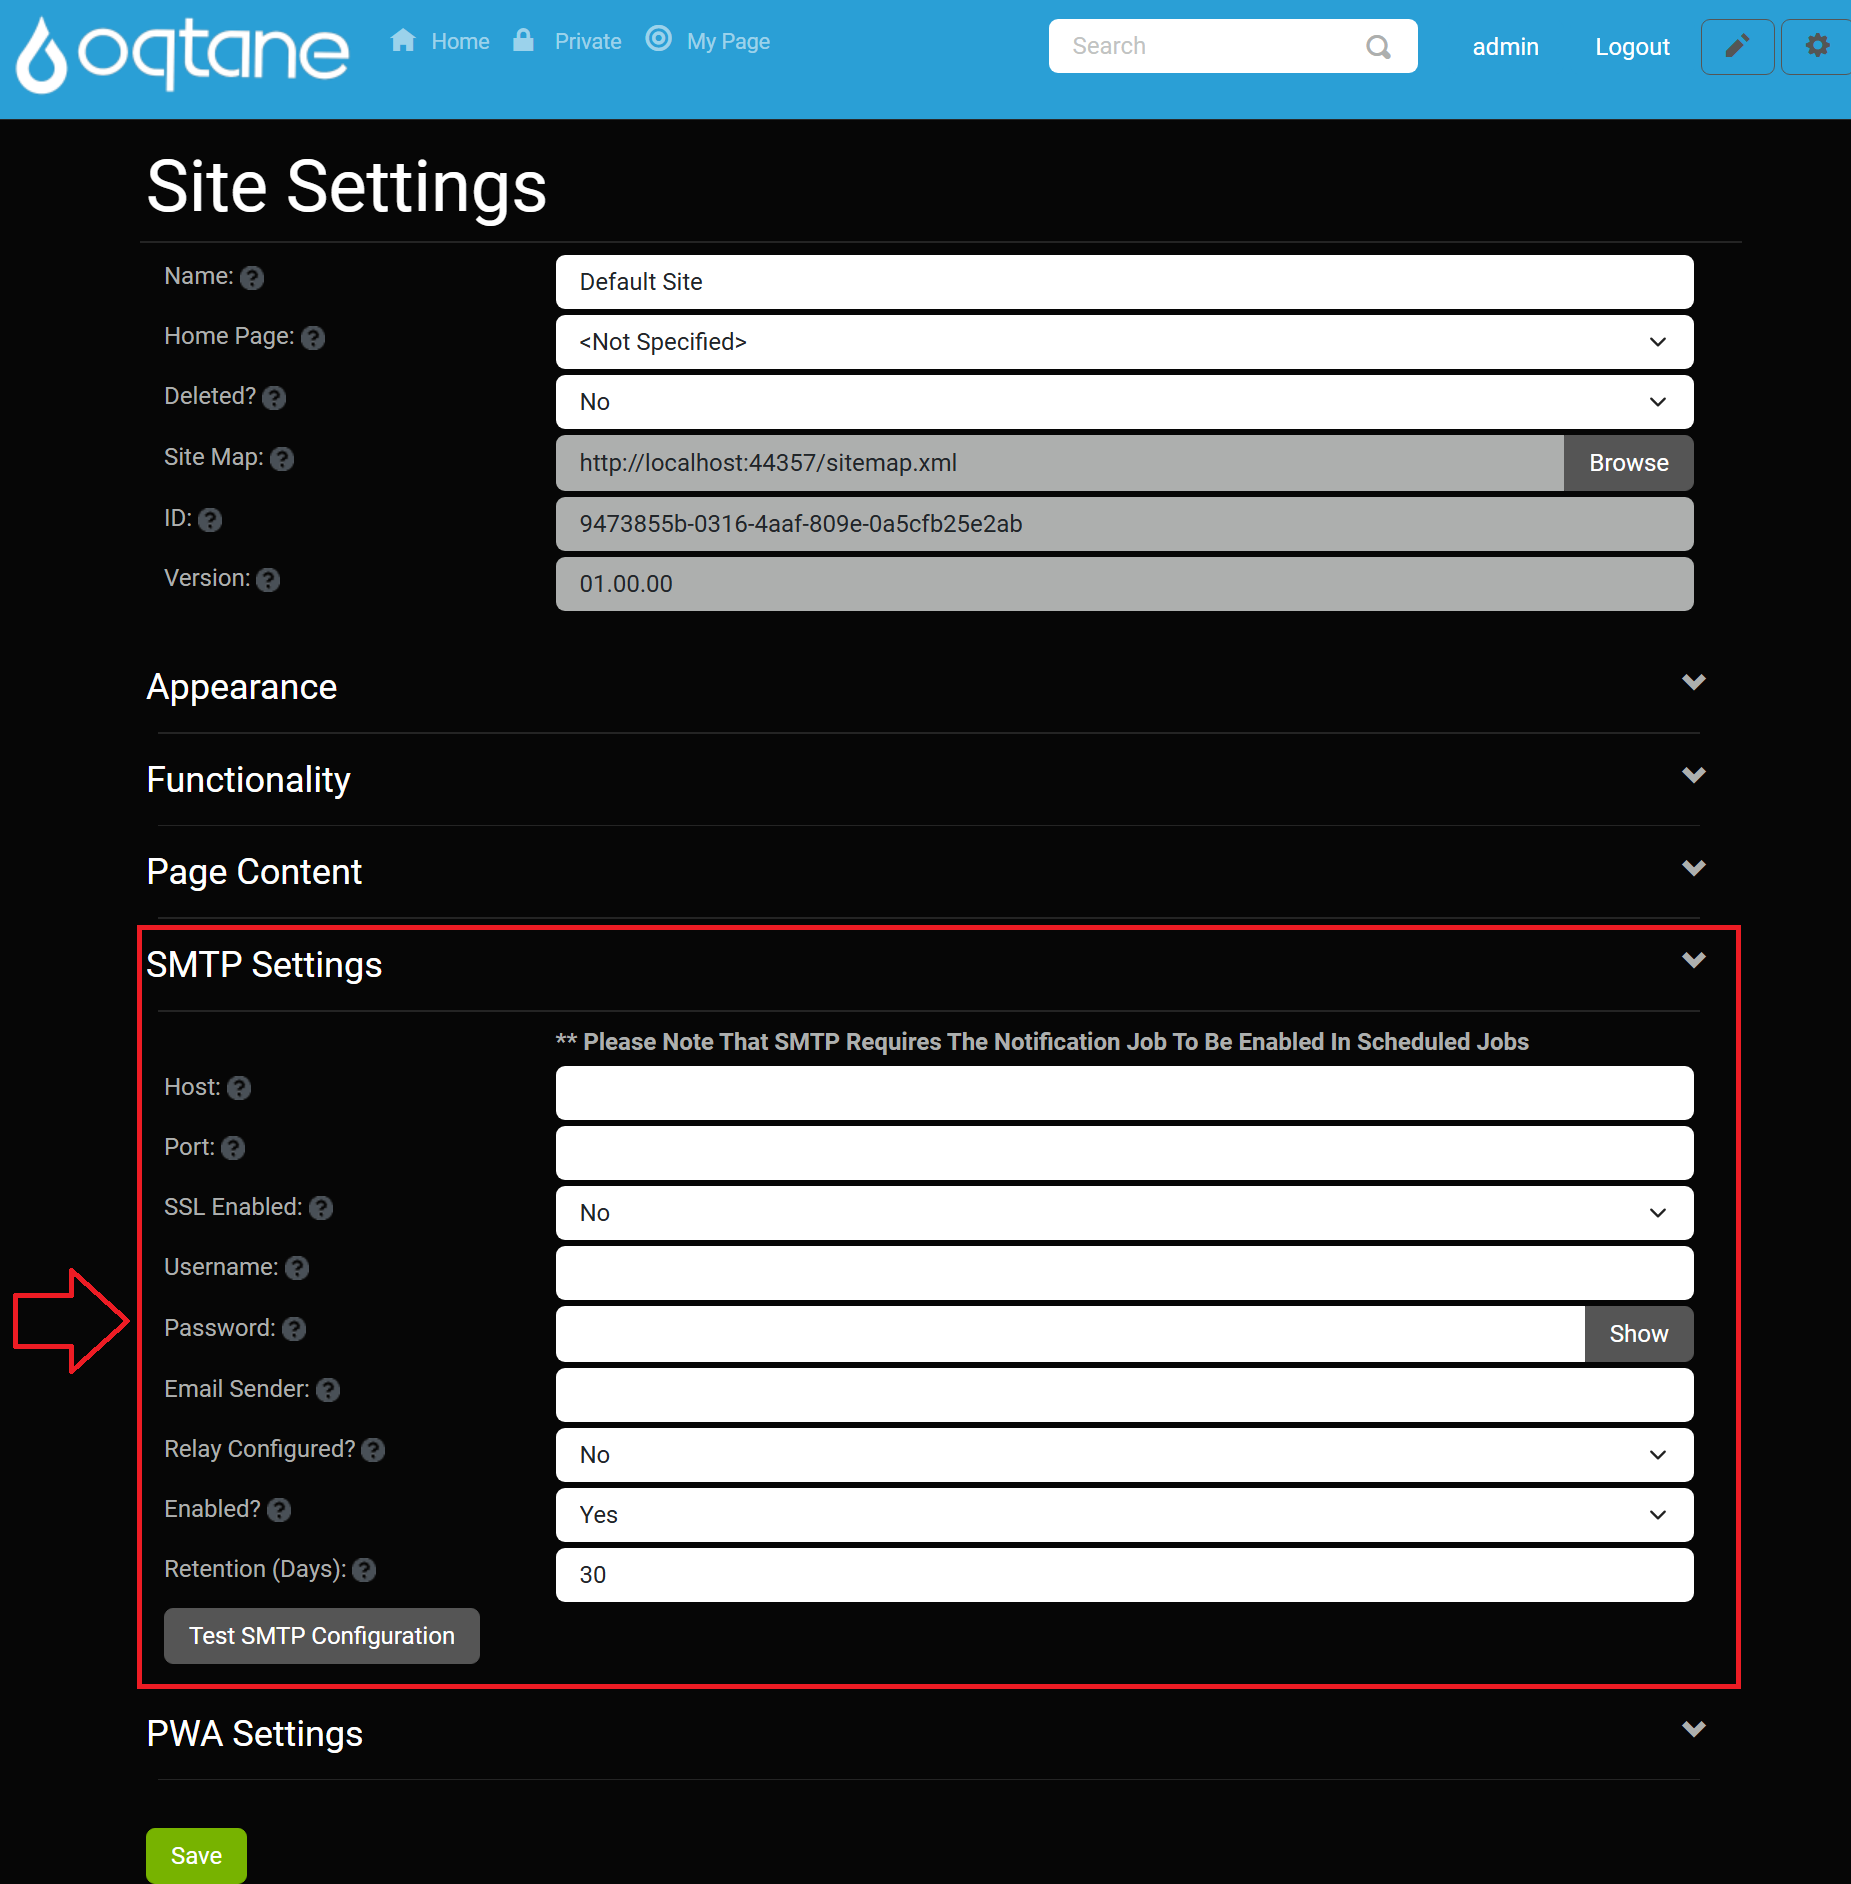 oqtane
Home Private My Page
Search
admin
Logout
Site Settings
Name: ? Default Site
Home Page: ? <Not Specified>
Deleted? ? No
Site Map: ? http://localhost:44357/sitemap.xml Browse
ID: ? 9473855b-0316-4aaf-809e-0a5cfb25e2ab
Version: ? 01.00.00
Appearance
Functionality
Page Content
SMTP Settings
** Please Note That SMTP Requires The Notification Job To Be Enabled In Scheduled Jobs
Host: ?
Port: ?
SSL Enabled: ? No
Username: ?
Password: ? Show
Email Sender: ?
Relay Configured? ? No
Enabled? ? Yes
Retention (Days): ? 30
Test SMTP Configuration
PWA Settings
Save